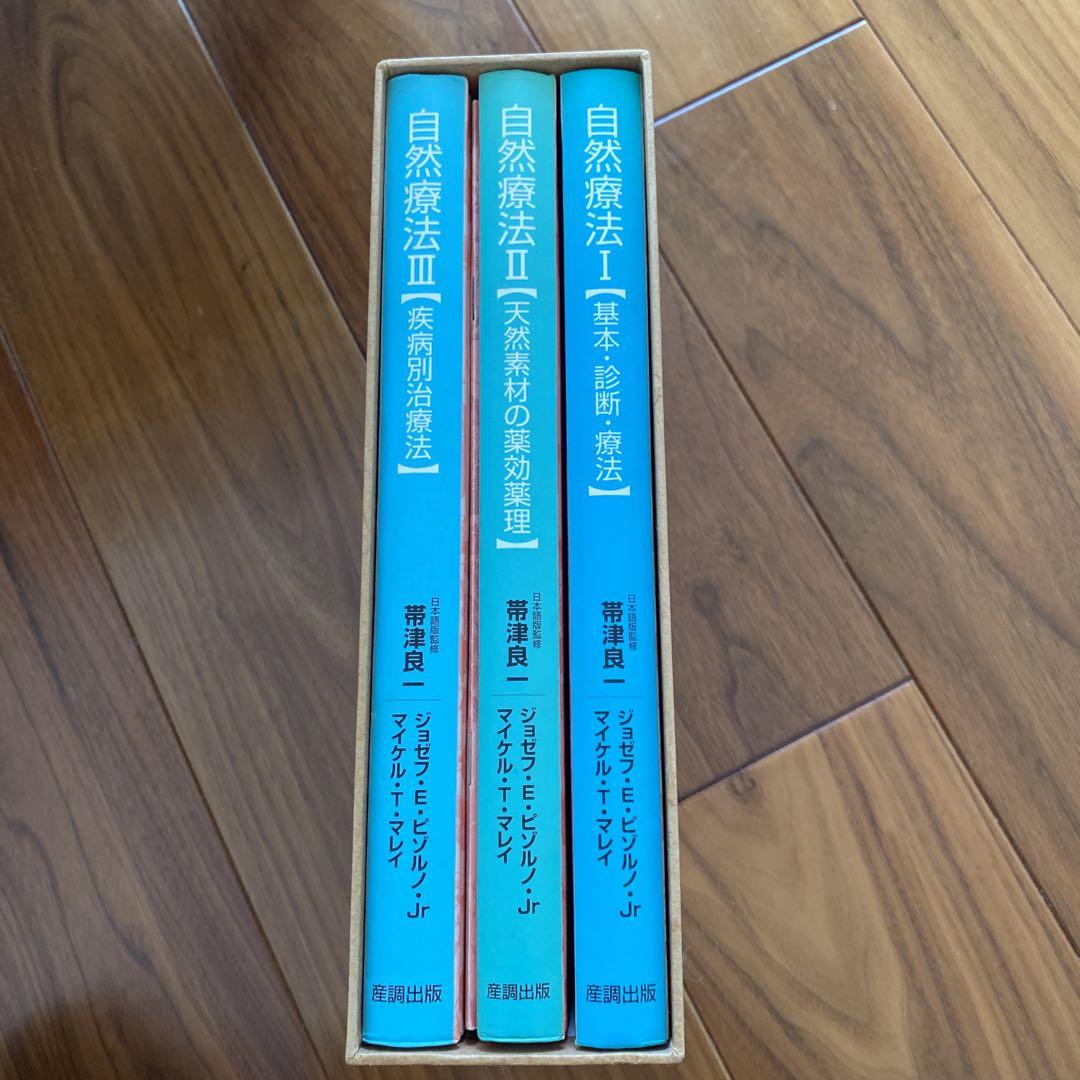 自然療法Ⅲ【疾病別治療法】
日本語版監修
帯津良一
ジョゼフ・E・ピゾルノ・Jr
マイケル・T・マレイ
産調出版
自然療法Ⅱ【天然素材の薬効薬理】
日本語版監修
帯津良一
ジョゼフ・E・ピゾルノ・Jr
マイケル・T・マレイ
産調出版
自然療法Ⅰ【基本・診断・療法】
日本語版監修
帯津良一
ジョゼフ・E・ピゾルノ・Jr
マイケル・T・マレイ
産調出版